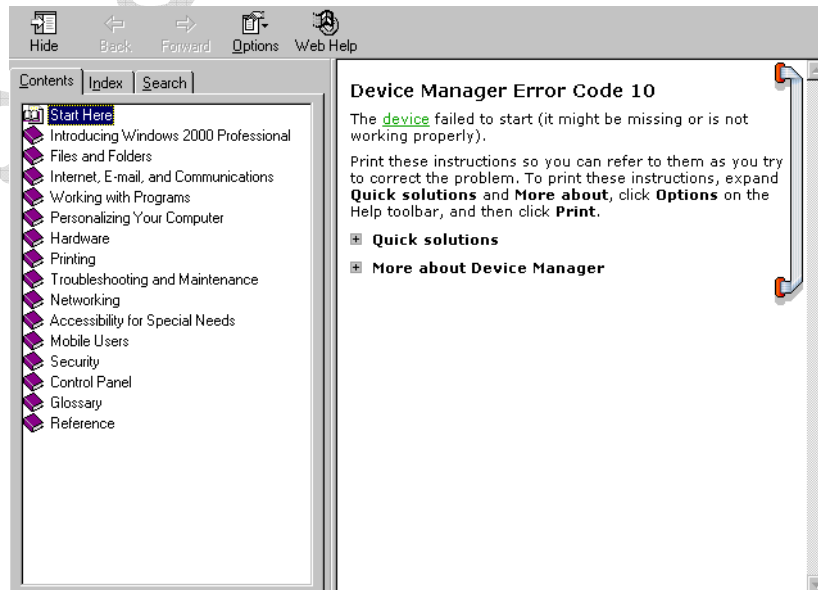 Hide Back Forward Options Web Help
Contents Index Search
Start Here
Introducing Windows 2000 Professional
Files and Folders
Internet, E-mail, and Communications
Working with Programs
Personalizing Your Computer
Hardware
Printing
Troubleshooting and Maintenance
Networking
Accessibility for Special Needs
Mobile Users
Security
Control Panel
Glossary
Reference
Device Manager Error Code 10
The device failed to start (it might be missing or is not
working properly).
Print these instructions so you can refer to them as you try
to correct the problem. To print these instructions, expand
Quick solutions and More about, click Options on the
Help toolbar, and then click Print.
Quick solutions
More about Device Manager